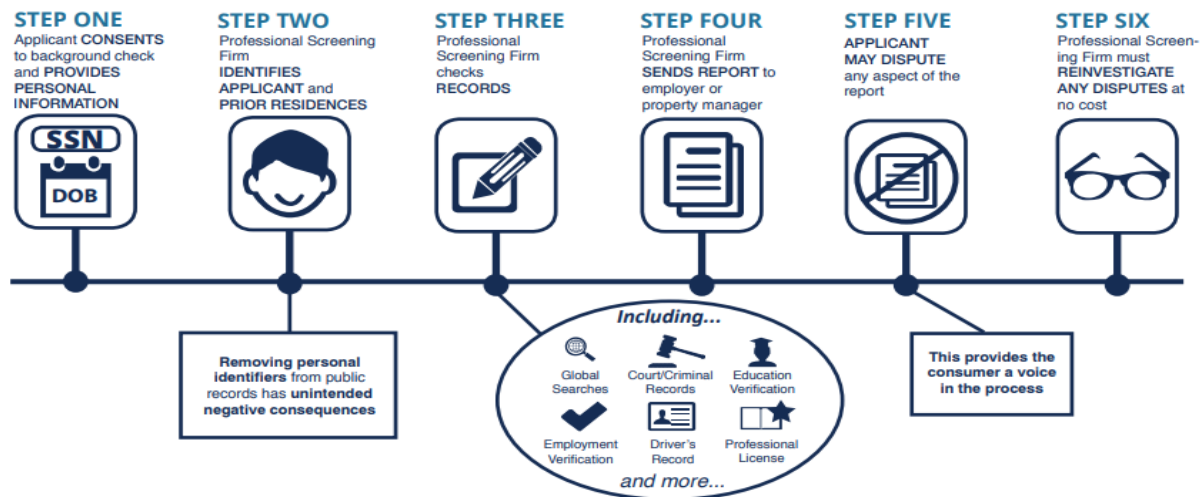 STEP ONE
Applicant CONSENTS
to background check
and PROVIDES
PERSONAL
INFORMATION
SSN
DOB
STEP TWO
Professional Screening
Firm
IDENTIFIES
APPLICANT and
PRIOR RESIDENCES
STEP THREE
Professional
Screening Firm
checks
RECORDS
STEP FOUR
Professional
Screening Firm
SENDS REPORT to
employer or
property manager
STEP FIVE
APPLICANT
MAY DISPUTE
any aspect of the
report
STEP SIX
Professional Screen-
ing Firm must
REINVESTIGATE
ANY DISPUTES at
no cost
Removing personal
identifiers from public
records has unintended
negative consequences
Including...
Global
Searches
Court/Criminal
Records
Education
Verification
Employment
Verification
Driver's
Record
Professional
License
and more...
This provides the
consumer a voice
in the process